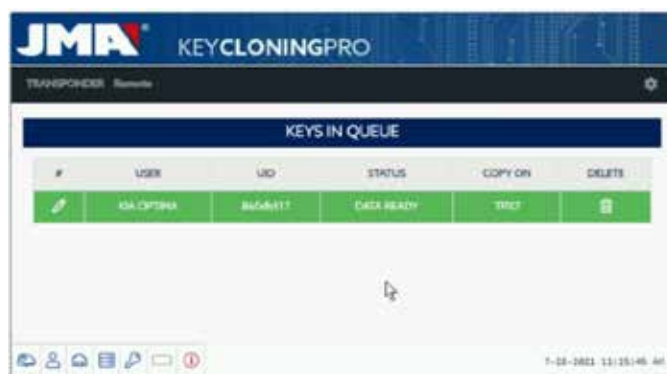 JMA KEYCLONINGPRO
TRANSPONDER Remote
KEYS IN QUEUE
# USER UID STATUS COPY ON DELETE
KIA OPTIMA DATA READY